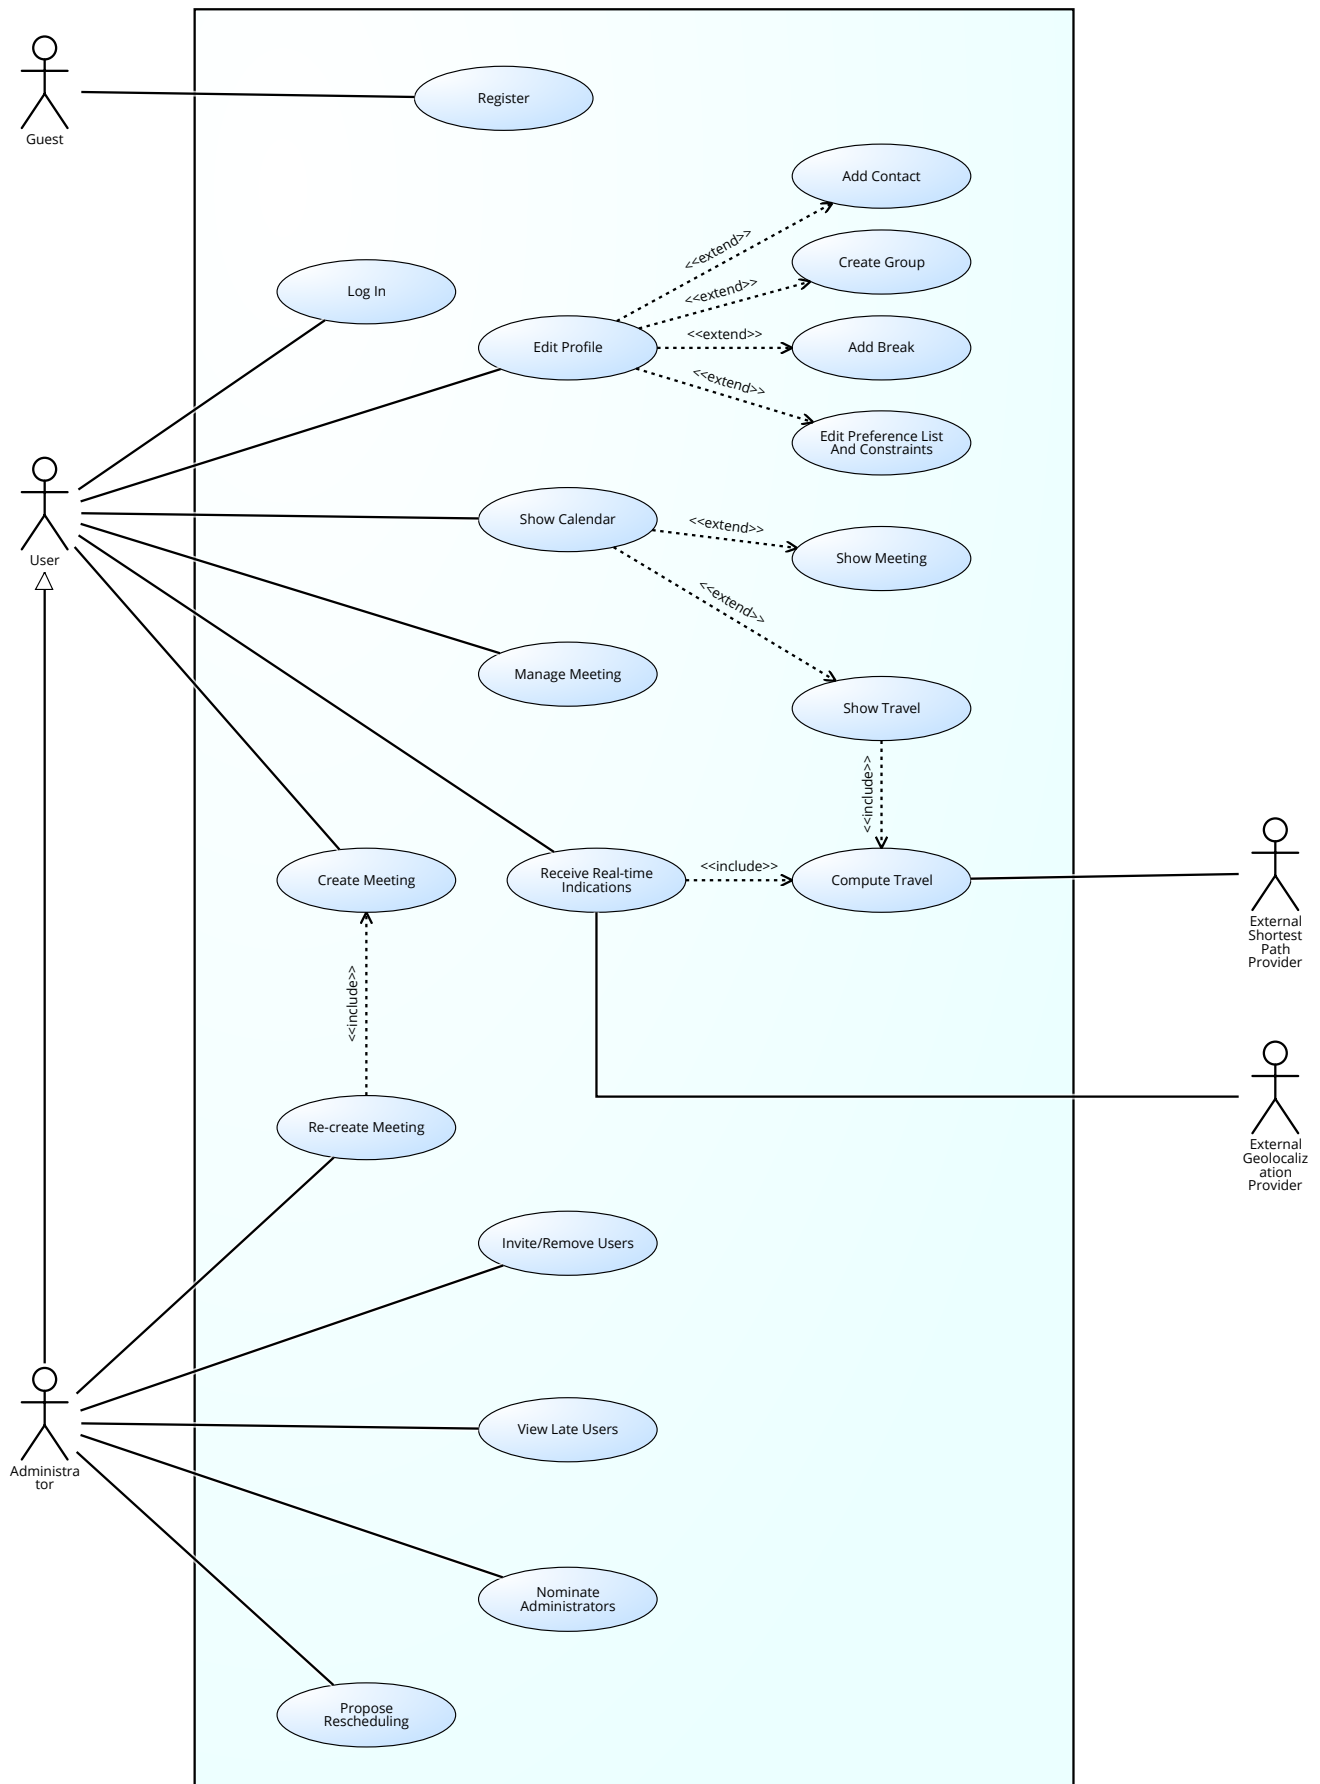 Register
Guest
Add Contact
<<extend>>
Create Group
<<extend>>
Log In
<<extend>>
Edit Profile
Add Break
<<extend>>
Edit Preference List
And Constraints
Show Calendar
<<extend>>
Show Meeting
User
<<extend>>
Manage Meeting
Show Travel
<<include>>
Create Meeting
Receive Real-time
Indications
<<include>>
Compute Travel
External
Shortest
Path
Provider
<<include>>
Re-create Meeting
External
Geolocaliz
ation
Provider
Invite/Remove Users
View Late Users
Administra
tor
Nominate
Administrators
Propose
Rescheduling